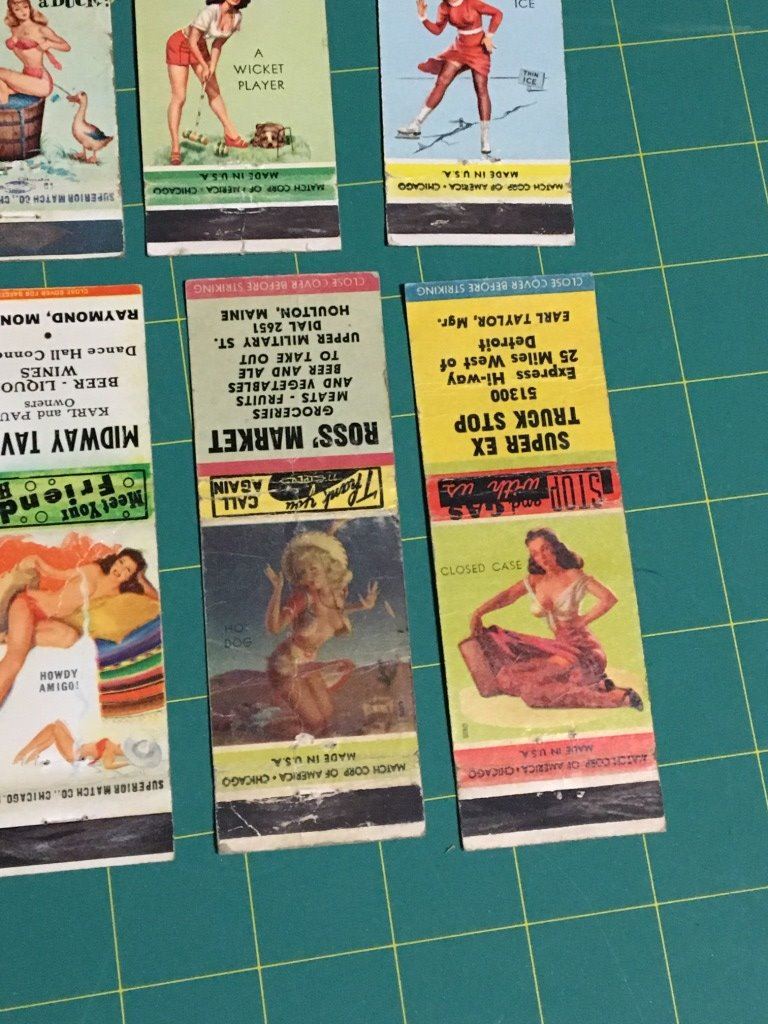 a DUCK!
SUPERIOR MATCH CO., CH
A
WICKET
PLAYER
MADE IN U.S.A.
MATCH CORP OF AMERICA • CHICAGO
ICE
THIN
ICE
MADE IN U.S.A.
MATCH CORP OF AMERICA • CHICAGO
MIDWAY TAV
KARL and PAU
Owners
BEER - LIQUO
WINES
Dance Hall Conne
•
RAYMOND, MON
Meet Your
Friend
HOWDY
AMIGO!
SUPERIOR MATCH CO., CHICAGO
CLOSE COVER BEFORE STRIKING
ROSS' MARKET
GROCERIES
MEATS - FRUITS
AND VEGETABLES
BEER AND ALE
TO TAKE OUT
UPPER MILITARY ST.
DIAL 2651
HOULTON, MAINE
Thank you
CALL
AGAIN
DOG
MADE IN U.S.A.
MATCH CORP OF AMERICA • CHICAGO
CLOSE COVER BEFORE STRIKING
SUPER EX
TRUCK STOP
51300
Express Hi-way
25 Miles West of
Detroit
EARL TAYLOR, Mgr.
STOP and GAS
with us
CLOSED CASE
MADE IN U.S.A.
MATCH CORP. OF AMERICA • CHICAGO